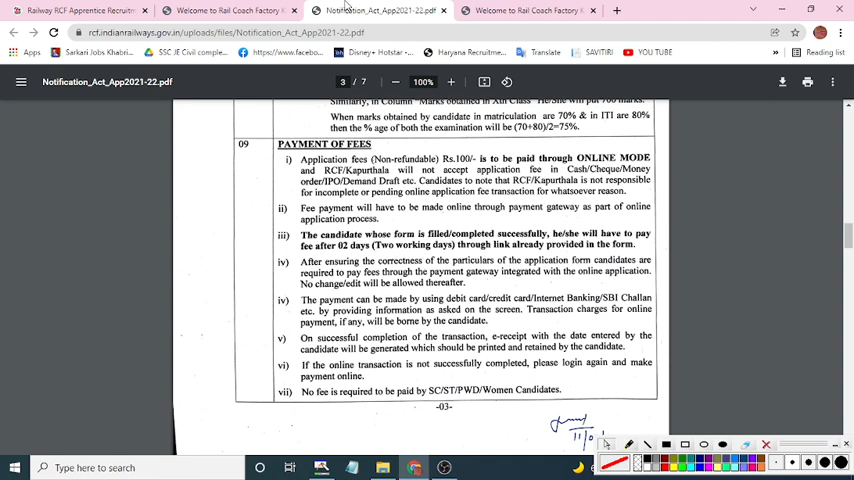 Railway RCF Apprentice Recruitm
Welcome to Rail Coach Factory K
Notification_Act_App2021-22.pdf
Welcome to Rail Coach Factory K
rcf.indianrailways.gov.in/uploads/files/Notification_Act_App2021-22.pdf
Apps
Sarkari Jobs Khabri...
SSC JE Civil comple...
https://www.facebo...
Disney+ Hotstar -...
Haryana Recruitme...
Translate
SAVITIRI
YOU TUBE
Reading list
Notification_Act_App2021-22.pdf
3 / 7
100%
Similarly, in Column "Marks obtained in Xth Class" He/She will put 700 marks.
When marks obtained by candidate in matriculation are 70% & in ITI are 80%
then the % age of both the examination will be (70+80)/2=75%.
09 PAYMENT OF FEES
i) Application fees (Non-refundable) Rs.100/- is to be paid through ONLINE MODE
and RCF/Kapurthala will not accept application fee in Cash/Cheque/Money
order/IPO/Demand Draft etc. Candidates to note that RCF/Kapurthala is not responsible
for incomplete or pending online application fee transaction for whatsoever reason.
ii) Fee payment will have to be made online through payment gateway as part of online
application process.
iii) The candidate whose form is filled/completed successfully, he/she will have to pay
fee after 02 days (Two working days) through link already provided in the form.
iv) After ensuring the correctness of the particulars of the application form candidates are
required to pay fees through the payment gateway integrated with the online application.
No change/edit will be allowed thereafter.
iv) The payment can be made by using debit card/credit card/Internet Banking/SBI Challan
etc. by providing information as asked on the screen. Transaction charges for online
payment, if any, will be borne by the candidate.
v) On successful completion of the transaction, e-receipt with the date entered by the
candidate will be generated which should be printed and retained by the candidate.
vi) If the online transaction is not successfully completed, please login again and make
payment online.
vii) No fee is required to be paid by SC/ST/PWD/Women Candidates.
-03-
Type here to search